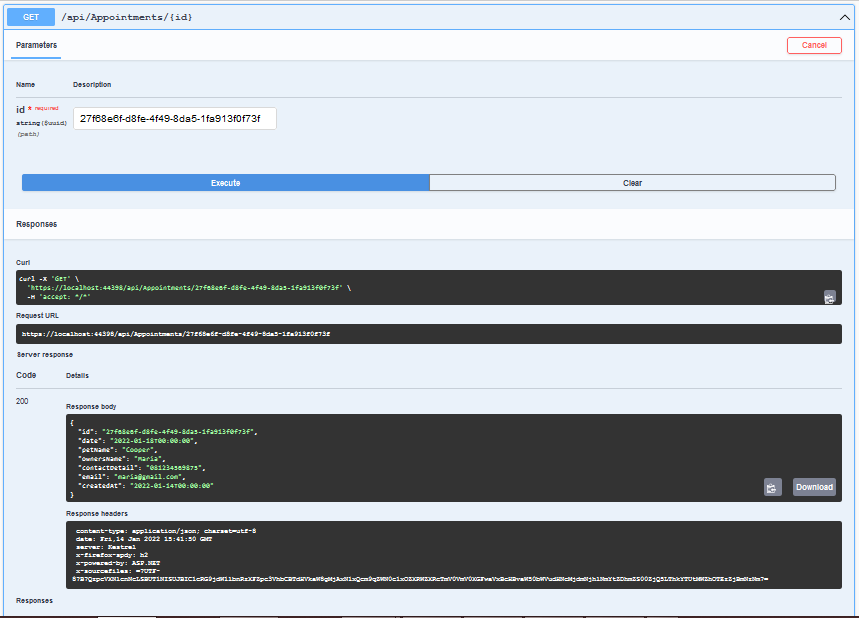 GET /api/Appointments/{id}
Parameters
Cancel
Name Description
id * required
string($uuid)
(path)
27f68e6f-d8fe-4f49-8da5-1fa913f0f73f
Execute Clear
Responses
Curl
curl -X 'GET' \
'https://localhost:44398/api/Appointments/27f68e6f-d8fe-4f49-8da5-1fa913f0f73f' \
-H 'accept: */*'
Request URL
https://localhost:44398/api/Appointments/27f68e6f-d8fe-4f49-8da5-1fa913f0f73f
Server response
Code Details
200
Response body
{
"id": "27f68e6f-d8fe-4f49-8da5-1fa913f0f73f",
"date": "2022-01-18T00:00:00",
"petName": "Cooper",
"ownersName": "Maria",
"contactDetail": "081234569875",
"email": "maria@gmail.com",
"createdAt": "2022-01-14T00:00:00"
}
Download
Response headers
content-type: application/json; charset=utf-8
date: Fri,14 Jan 2022 15:41:50 GMT
server: Kestrel
x-firefox-spdy: h2
x-powered-by: ASP.NET
x-sourcefiles: =?UTF-
Responses